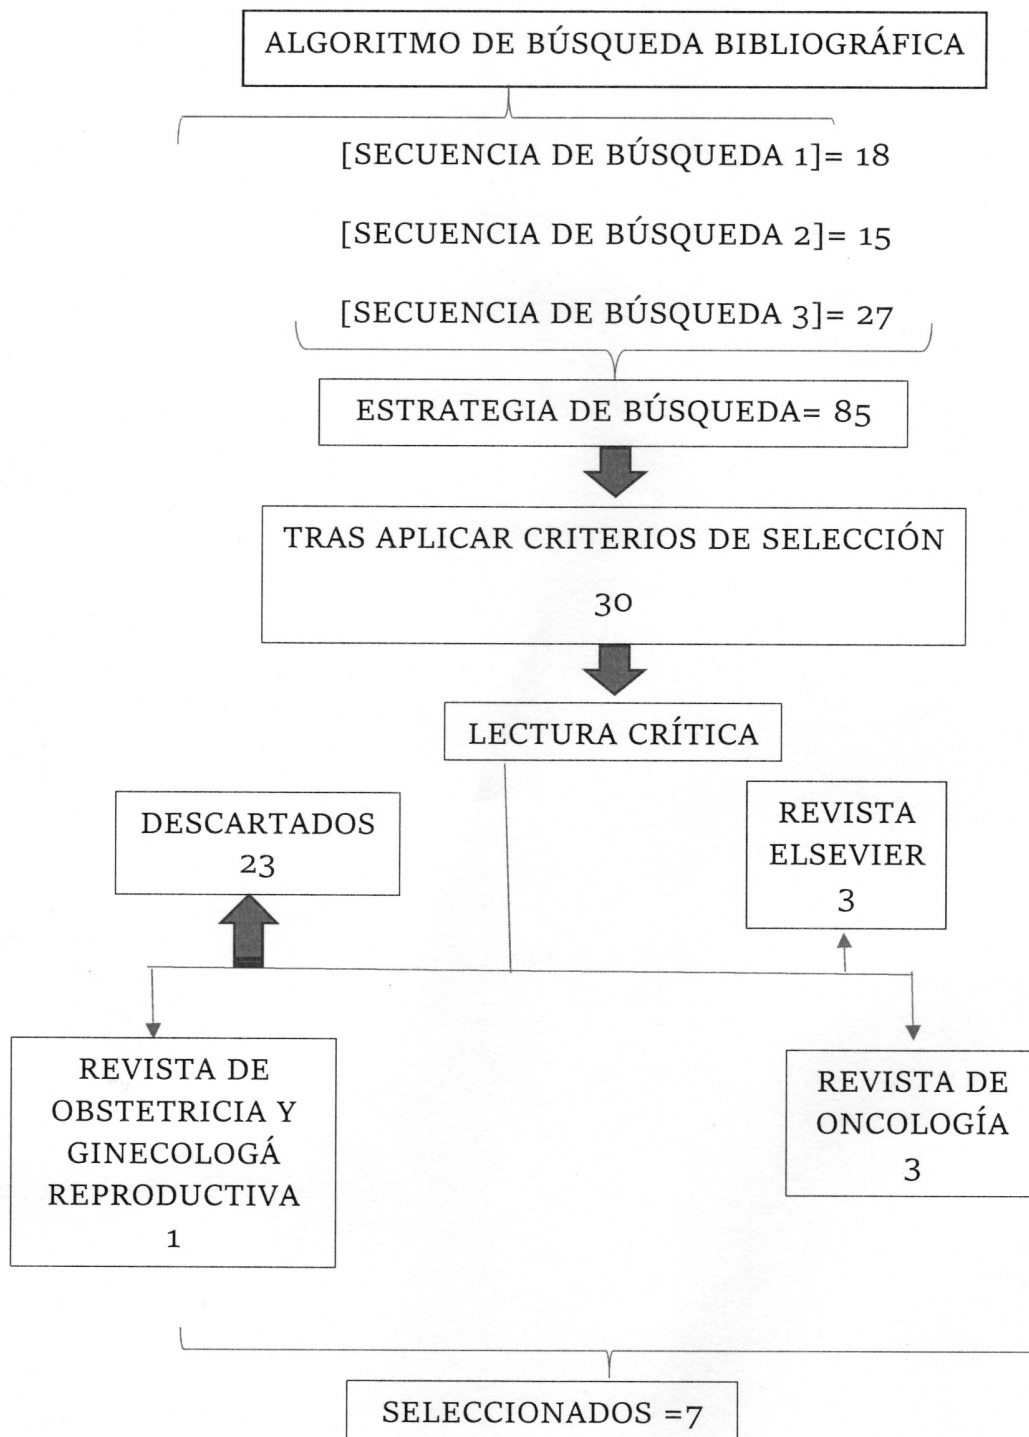 ALGORITMO DE BÚSQUEDA BIBLIOGRÁFICA
[SECUENCIA DE BÚSQUEDA 1]= 18
[SECUENCIA DE BÚSQUEDA 2]= 15
[SECUENCIA DE BÚSQUEDA 3]= 27
ESTRATEGIA DE BÚSQUEDA= 85
TRAS APLICAR CRITERIOS DE SELECCIÓN
30
LECTURA CRÍTICA
DESCARTADOS
23
REVISTA
ELSEVIER
3
REVISTA DE
OBSTETRICIA Y
GINECOLOGÁ
REPRODUCTIVA
1
REVISTA DE
ONCOLOGÍA
3
SELECCIONADOS =7